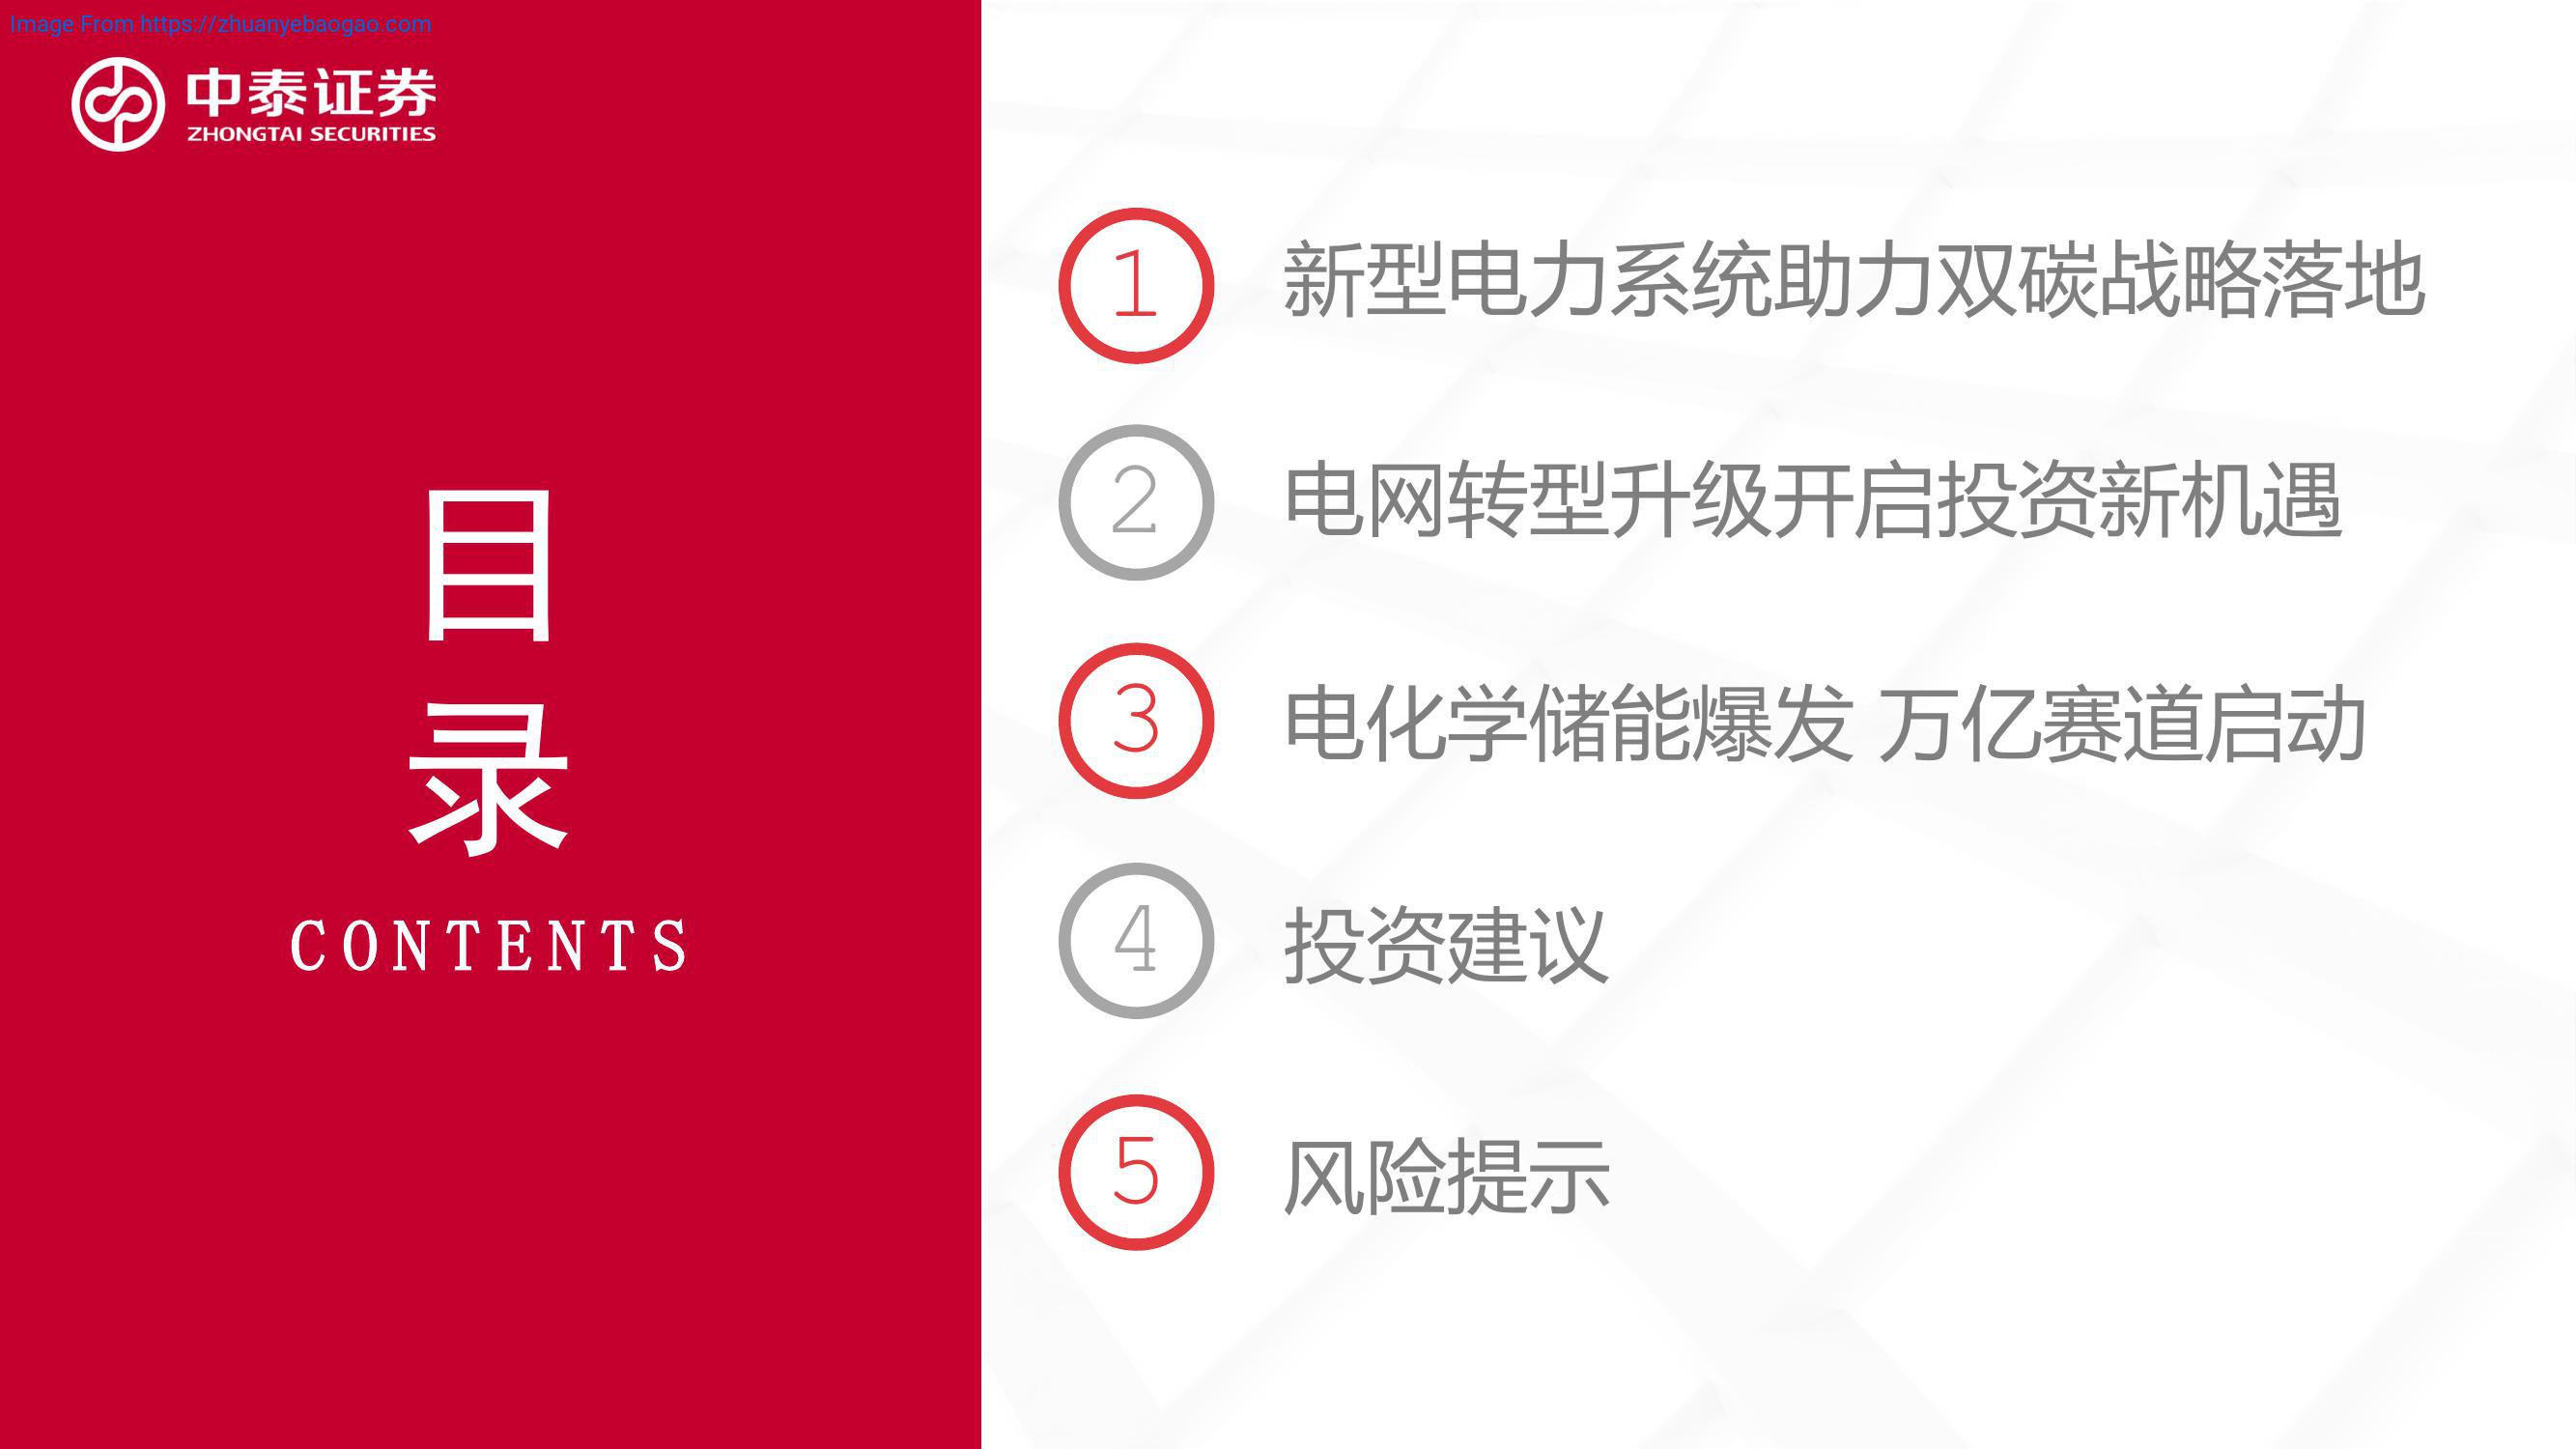 Image From https://zhuanyebaogao.com
中泰证券
ZHONGTAI SECURITIES
目
录
CONTENTS
1 新型电力系统助力双碳战略落地
2 电网转型升级开启投资新机遇
3 电化学储能爆发 万亿赛道启动
4 投资建议
5 风险提示